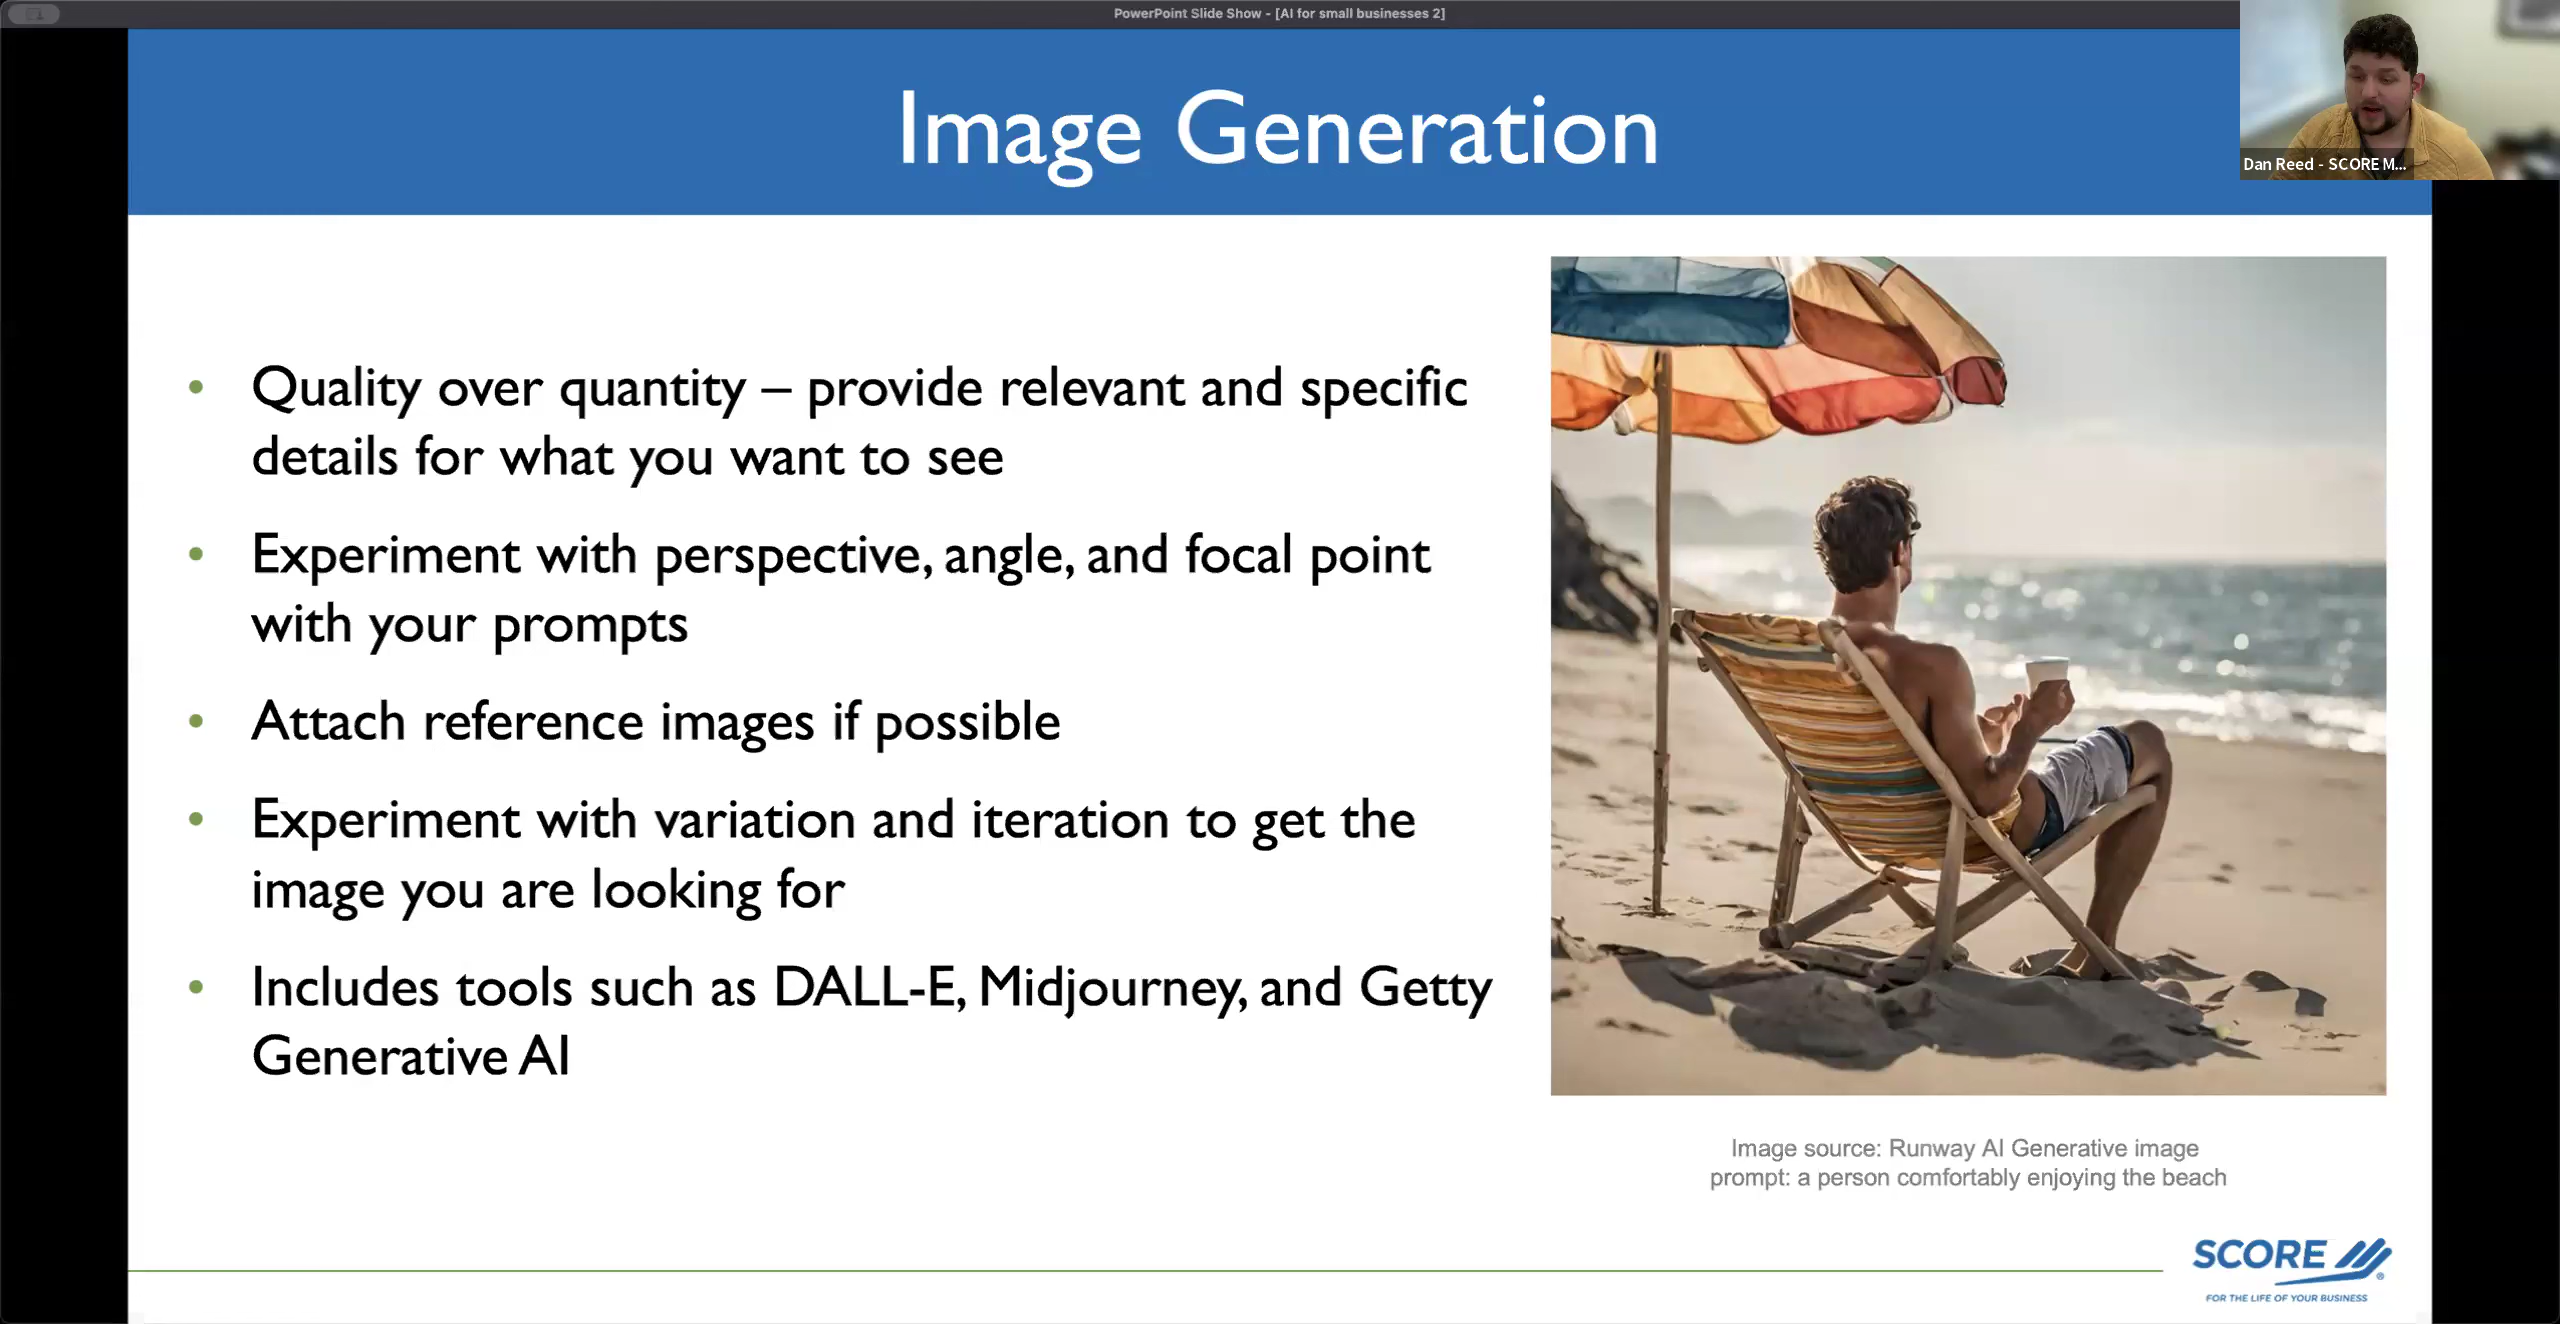 PowerPoint Slide Show - [AI for small businesses 2]
Dan Reed - SCORE M...
Image Generation
• Quality over quantity – provide relevant and specific
details for what you want to see
• Experiment with perspective, angle, and focal point
with your prompts
• Attach reference images if possible
• Experiment with variation and iteration to get the
image you are looking for
• Includes tools such as DALL-E, Midjourney, and Getty
Generative AI
Image source: Runway AI Generative image
prompt: a person comfortably enjoying the beach
SCORE ®
FOR THE LIFE OF YOUR BUSINESS